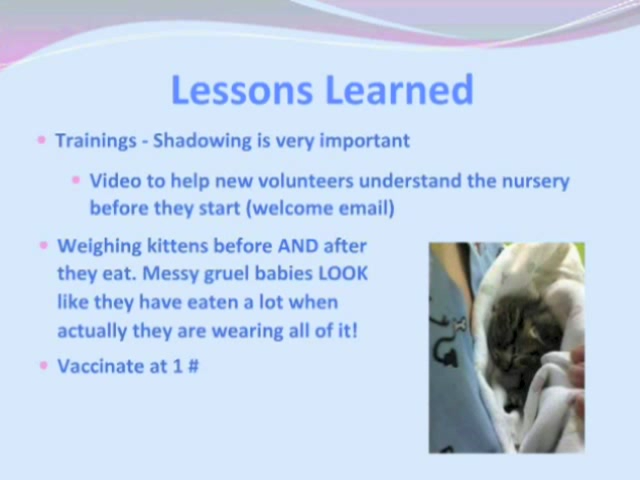 Lessons Learned
• Trainings - Shadowing is very important
• Video to help new volunteers understand the nursery
before they start (welcome email)
• Weighing kittens before AND after
they eat. Messy gruel babies LOOK
like they have eaten a lot when
actually they are wearing all of it!
• Vaccinate at 1 #